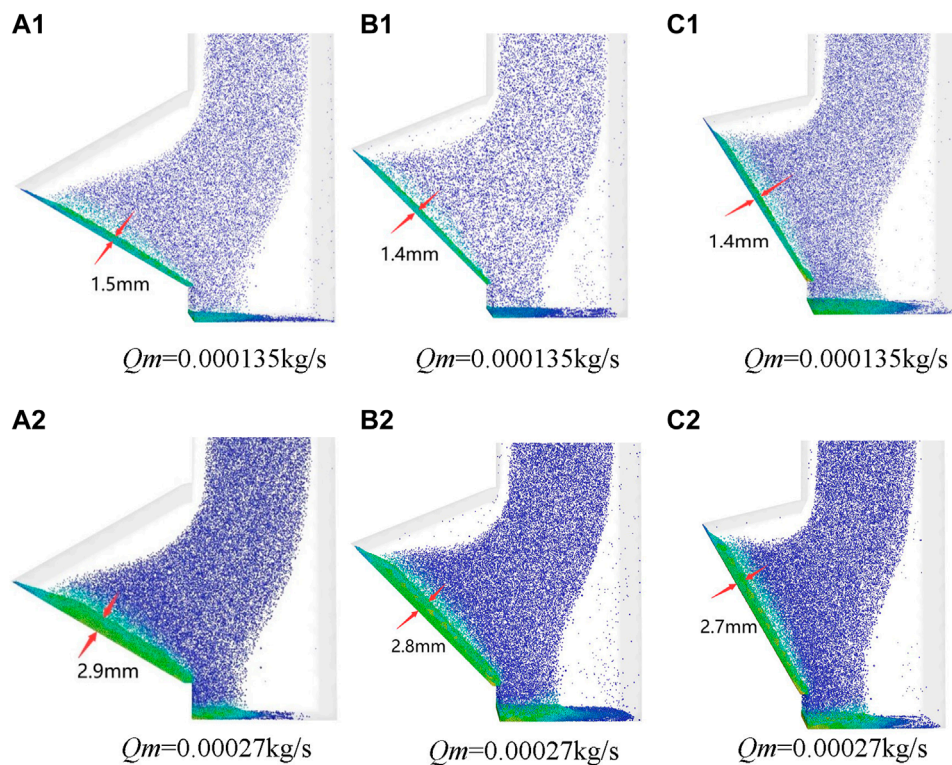 A1
B1
C1
1.5mm
1.4mm
1.4mm
Qm=0.000135kg/s
Qm=0.000135kg/s
Qm=0.000135kg/s
A2
B2
C2
2.9mm
2.8mm
2.7mm
Qm=0.00027kg/s
Qm=0.00027kg/s
Qm=0.00027kg/s